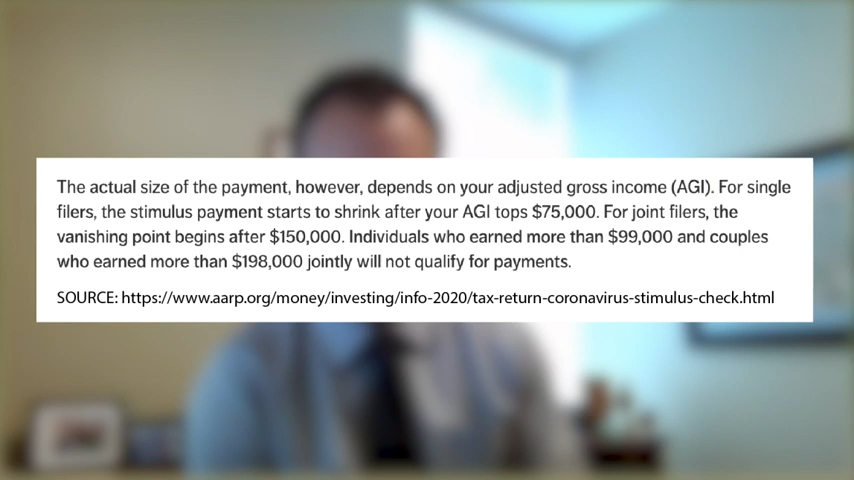 The actual size of the payment, however, depends on your adjusted gross income (AGI). For single
filers, the stimulus payment starts to shrink after your AGI tops $75,000. For joint filers, the
vanishing point begins after $150,000. Individuals who earned more than $99,000 and couples
who earned more than $198,000 jointly will not qualify for payments.
SOURCE: https://www.aarp.org/money/investing/info-2020/tax-return-coronavirus-stimulus-check.html